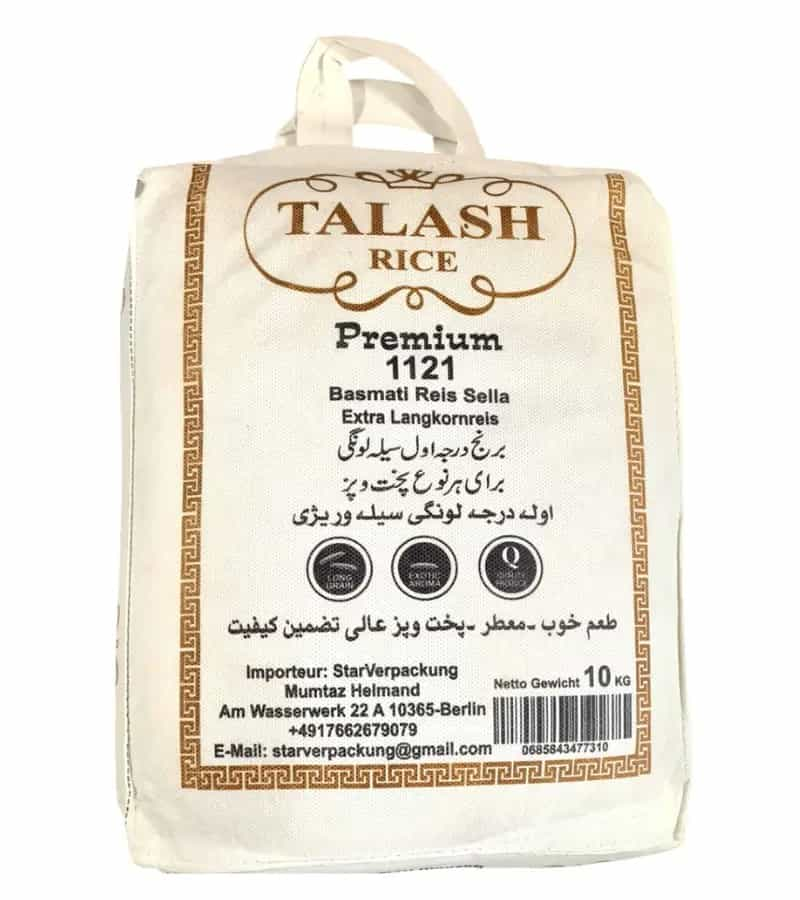 TALASH
RICE
Premium
1121
Basmati Reis Sella
Extra Langkornreis
برنج درجه اول سیله لونگی
برای هر نوع پخت و پز
اوله درجه لونگی سیله وریژی
LONG
GRAIN
EXOTIC
AROMA
Q
QUALITY
PRODUCE
طعم خوب - معطر - پخت و پز عالی تضمین کیفیت
Importeur: StarVerpackung
Mumtaz Helmand
Am Wasserwerk 22 A 10365-Berlin
+4917662679079
E-Mail: starverpackung@gmail.com
Netto Gewicht 10 KG
0685843477310